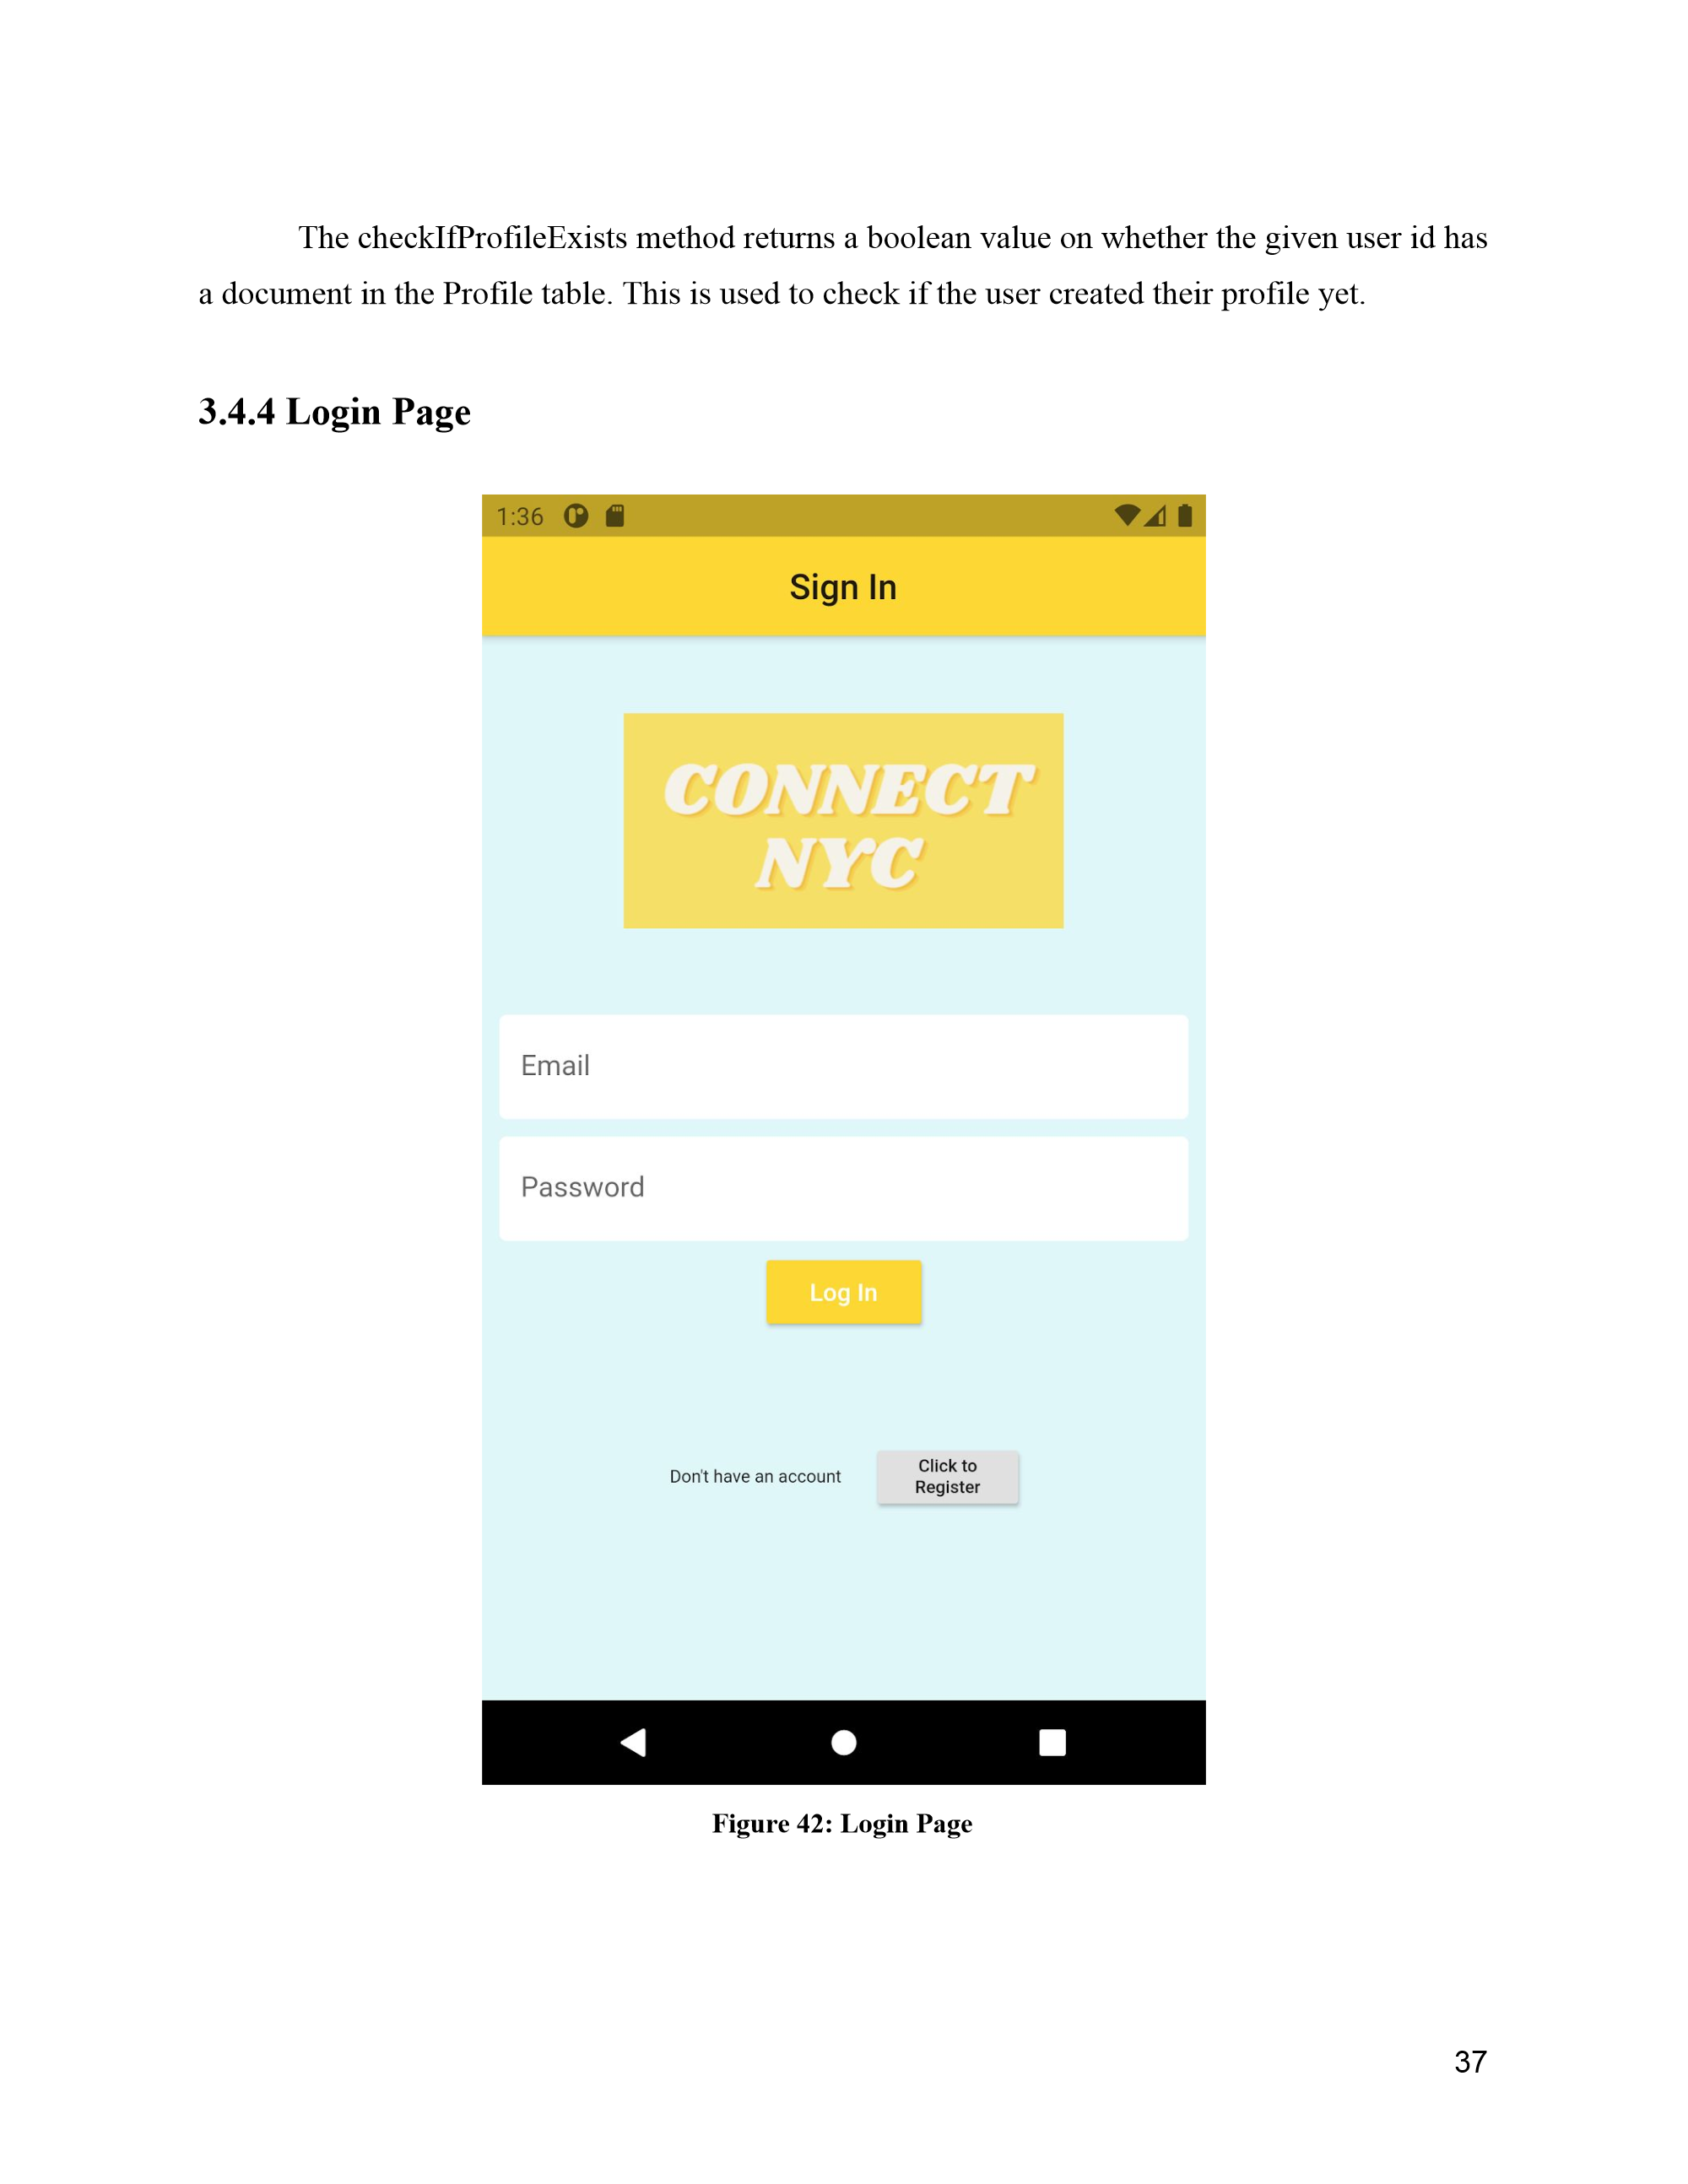 The checkIfProfileExists method returns a boolean value on whether the given user id has
a document in the Profile table. This is used to check if the user created their profile yet.
3.4.4 Login Page
1:36
Sign In
CONNECT
NYC
Email
Password
Log In
Don't have an account
Click to
Register
Figure 42: Login Page
37